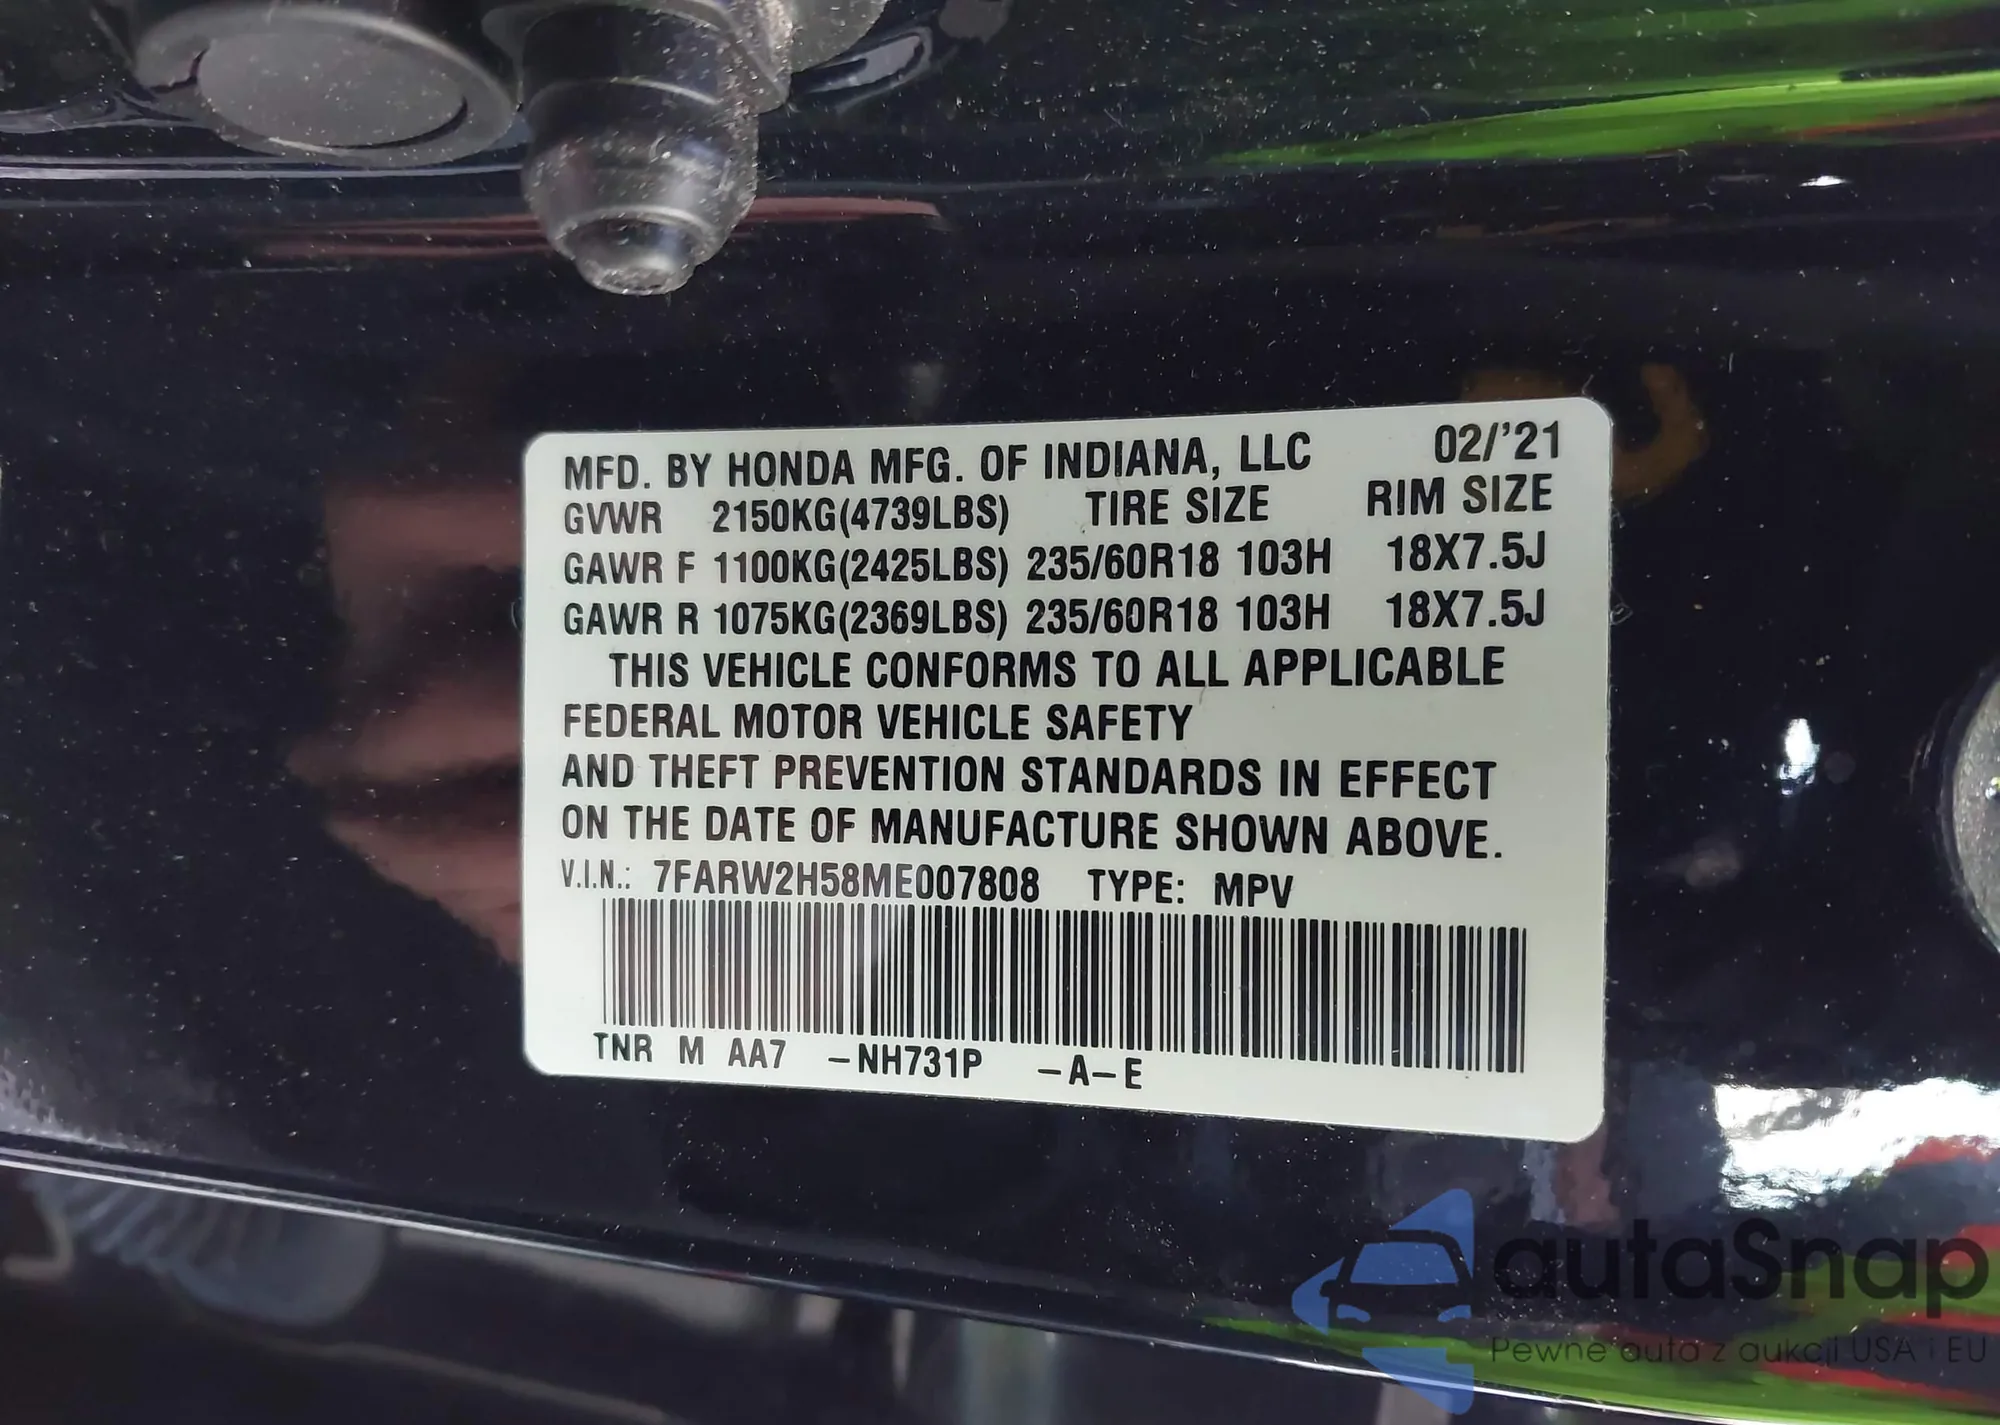 MFD. BY HONDA MFG. OF INDIANA, LLC 02/'21
GVWR 2150KG(4739LBS) TIRE SIZE RIM SIZE
GAWR F 1100KG(2425LBS) 235/60R18 103H 18X7.5J
GAWR R 1075KG(2369LBS) 235/60R18 103H 18X7.5J
THIS VEHICLE CONFORMS TO ALL APPLICABLE
FEDERAL MOTOR VEHICLE SAFETY
AND THEFT PREVENTION STANDARDS IN EFFECT
ON THE DATE OF MANUFACTURE SHOWN ABOVE.
V.I.N.: 7FARW2H58ME007808 TYPE: MPV
TNR M AA7 -NH731P -A-E
autaSnap
Pewne auta z aukcji USA i EU